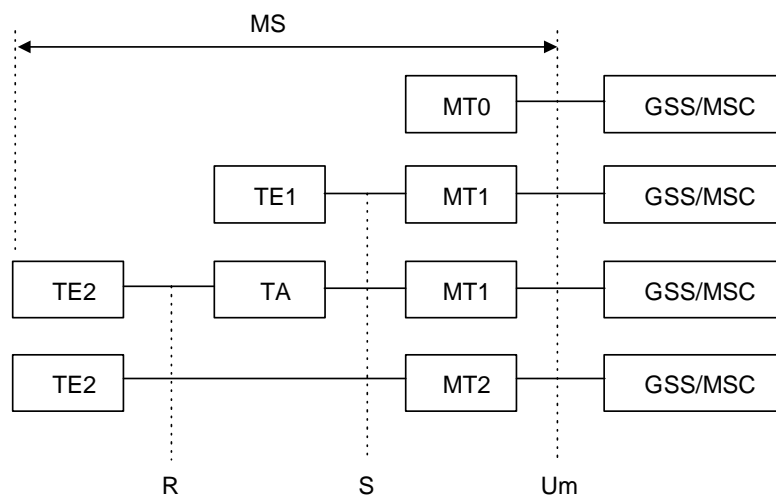 MS
MT0 GSS/MSC
TE1 MT1 GSS/MSC
TE2 TA MT1 GSS/MSC
TE2 MT2 GSS/MSC
R S Um